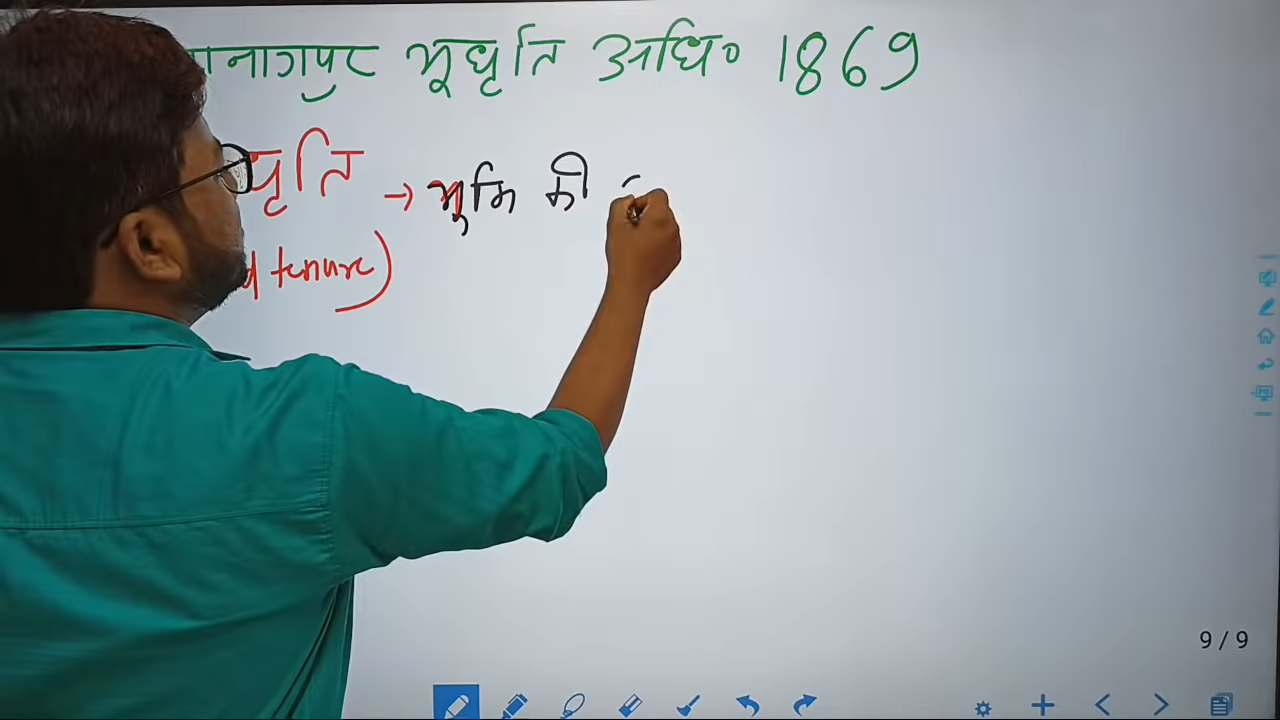 नागपुर भूधृति अधि० 1869
धृति → भूमि की
tenure)
9/9